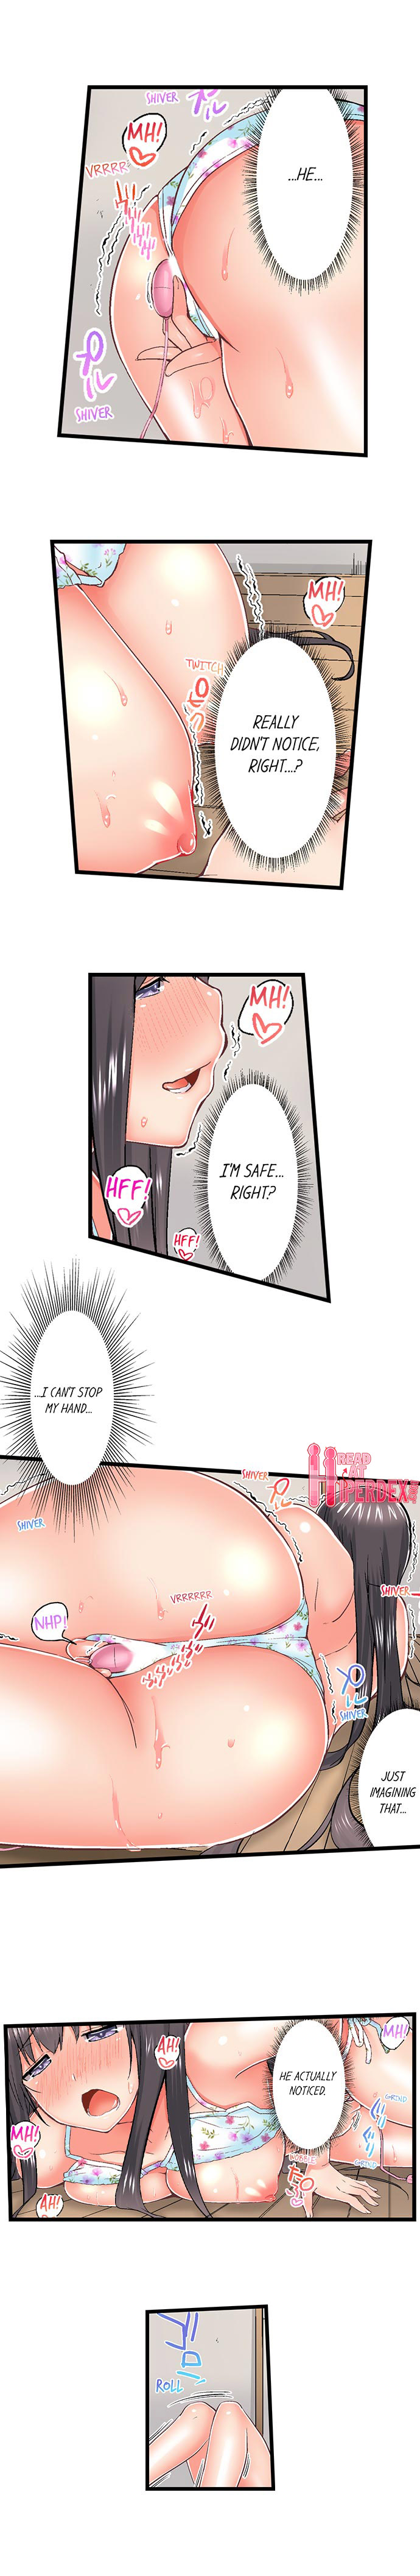 SHIVER
MH!
VRRRR
...HE...
SHIVER
MH!
TWITCH
REALLY
DIDN'T NOTICE,
RIGHT...?
MH!
I'M SAFE...
RIGHT?
HFF!
HFF!
...I CAN'T STOP
MY HAND...
SHIVER
SHIVER
VRRRRRR
NHP!
SHIVER
SHIVER
JUST
IMAGINING
THAT...
AH!
MH!
HE ACTUALLY
NOTICED.
GRIND
MH!
WOBBLE
GRIND
AH!
ROLL